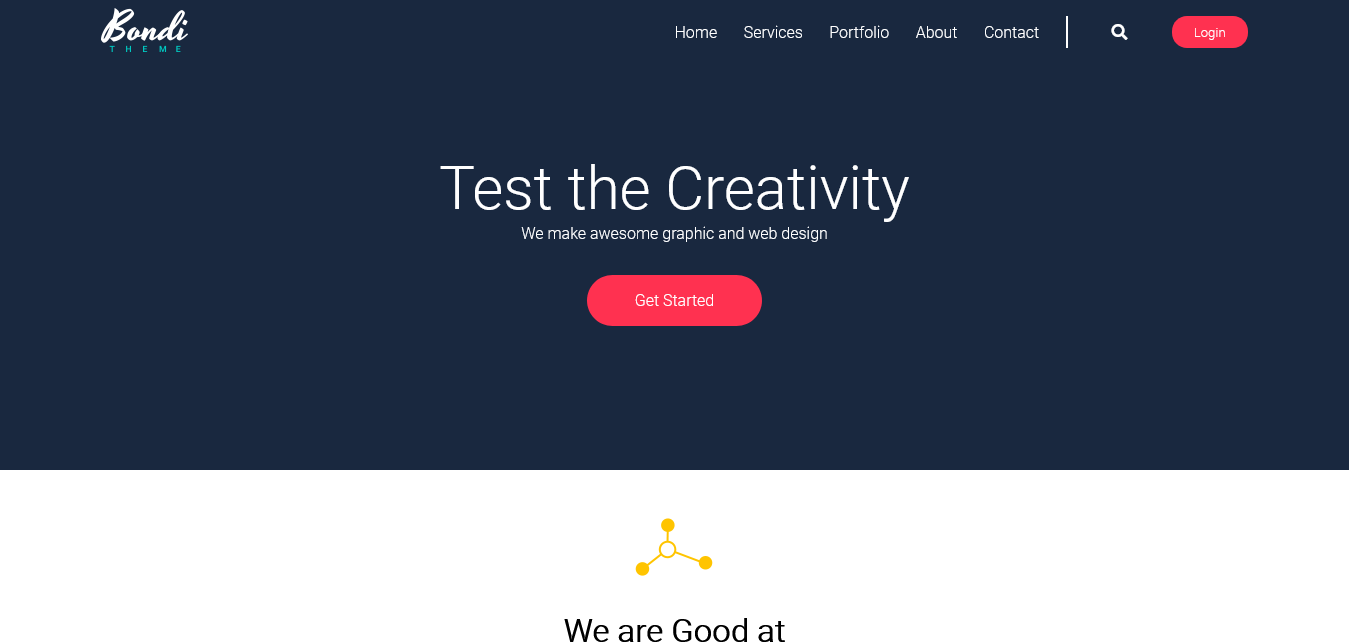 Bondi
THEME
Home Services Portfolio About Contact Login
Test the Creativity
We make awesome graphic and web design
Get Started
We are Good at